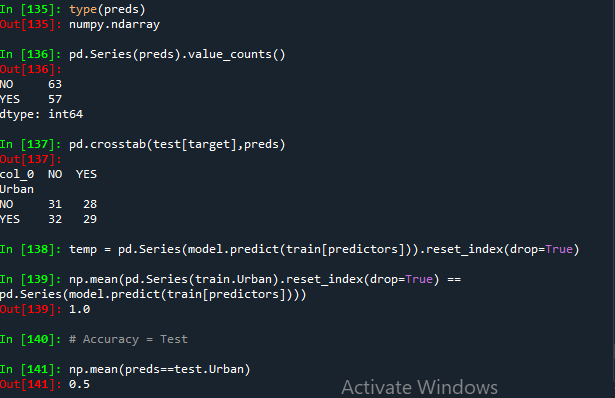 In [135]: type(preds)
Out[135]: numpy.ndarray
In [136]: pd.Series(preds).value_counts()
Out[136]:
NO     63
YES    57
dtype: int64
In [137]: pd.crosstab(test[target],preds)
Out[137]:
col_0  NO  YES
Urban
NO     31   28
YES    32   29
In [138]: temp = pd.Series(model.predict(train[predictors])).reset_index(drop=True)
In [139]: np.mean(pd.Series(train.Urban).reset_index(drop=True) ==
pd.Series(model.predict(train[predictors])))
Out[139]: 1.0
In [140]: # Accuracy = Test
In [141]: np.mean(preds==test.Urban)
Out[141]: 0.5
Activate Windows